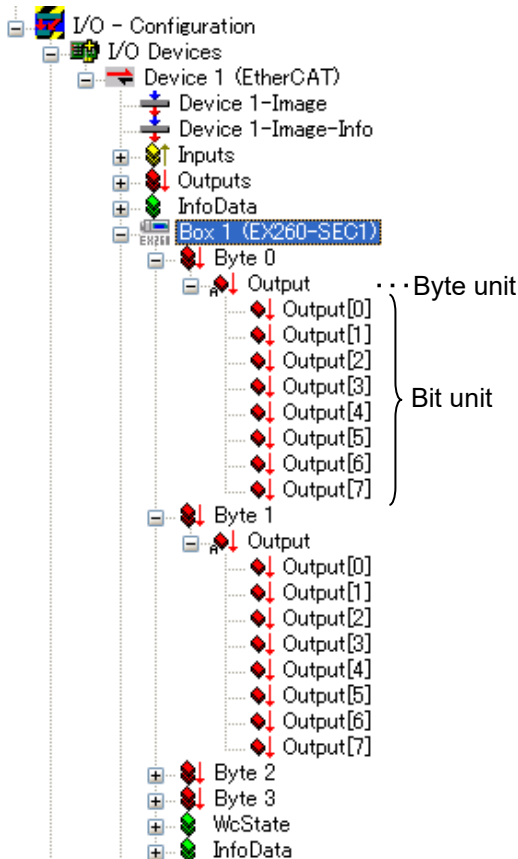 I/O - Configuration
I/O Devices
Device 1 (EtherCAT)
Device 1-Image
Device 1-Image-Info
Inputs
Outputs
InfoData
EX260 Box 1 (EX260-SEC1)
Byte 0
A Output ･･･Byte unit
Output[0]
Output[1]
Output[2]
Output[3]
Output[4] Bit unit
Output[5]
Output[6]
Output[7]
Byte 1
A Output
Output[0]
Output[1]
Output[2]
Output[3]
Output[4]
Output[5]
Output[6]
Output[7]
Byte 2
Byte 3
WcState
InfoData